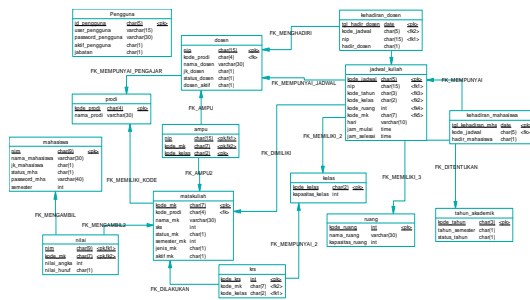 Pengguna
id_pengguna char(5) <pk>
user_pengguna varchar(15)
password_pengguna varchar(30)
aktif_pengguna char(1)
jabatan char(1)
dosen
nip char(15) <pk>
kode_prodi char(4) <fk>
nama_dosen varchar(30)
jk_dosen char(1)
status_dosen char(1)
dosen_aktif char(1)
kehadiran_dosen
tgl_hadir_dosen date <pk>
kode_jadwal char(5) <fk2>
nip char(15) <fk1>
hadir_dosen char(1)
FK_MENGHADIRI
FK_MEMPUNYAI_PENGAJAR
FK_MEMPUNYAI_JADWAL
jadwal_kuliah
kode_jadwal char(5) <pk>
nip char(15) <fk1>
kode_tahun char(3) <fk3>
kode_kelas char(2) <fk2>
kode_ruang int
kode_mk char(7)
hari varchar(10)
jam_mulai time
jam_selesai time
FK_MEMPUNYAI
kehadiran_mahasiswa
tgl_kehadiran_mhs date <pk>
kode_jadwal char(5) <fk>
hadir_mahasiswa char(1)
prodi
kode_prodi char(4) <pk>
nama_prodi varchar(30)
FK_AMPU
ampu
nip char(15) <pk,fk1>
kode_mk char(7) <pk,fk2>
kode_kelas char(2) <pk>
FK_MEMILIKI_2
FK_DIMILIKI
mahasiswa
nim char(9) <pk>
nama_mahasiswa varchar(30)
jk_mahasiswa char(1)
status_mhs char(1)
password_mhs varchar(40)
semester int
FK_MEMILIKI_KODE
FK_AMPU2
FK_MEMILIKI_3
FK_DITENTUKAN
kelas
kode_kelas char(2) <pk>
kapasitas_kelas int
matakuliah
kode_mk char(7) <pk>
kode_prodi char(4) <fk>
nama_mk varchar(30)
sks int
status_mk char(1)
semester_mk int
jenis_mk char(1)
aktif_mk char(1)
tahun_akademik
kode_tahun char(3) <pk>
tahun_semester char(1)
status_tahun char(1)
ruang
kode_ruang int <pk>
nama_ruang varchar(30)
kapasitas_ruang int
FK_MENGAMBIL
FK_MENGAMBIL2
nilai
nim char(9) <pk,fk1>
kode_mk char(7) <pk,fk2>
nilai_angka int
nilai_huruf char(1)
FK_MEMPUNYAI_2
FK_DILAKUKAN
krs
kode_krs int <pk>
kode_mk char(7) <fk2>
kode_kelas char(2) <fk1>